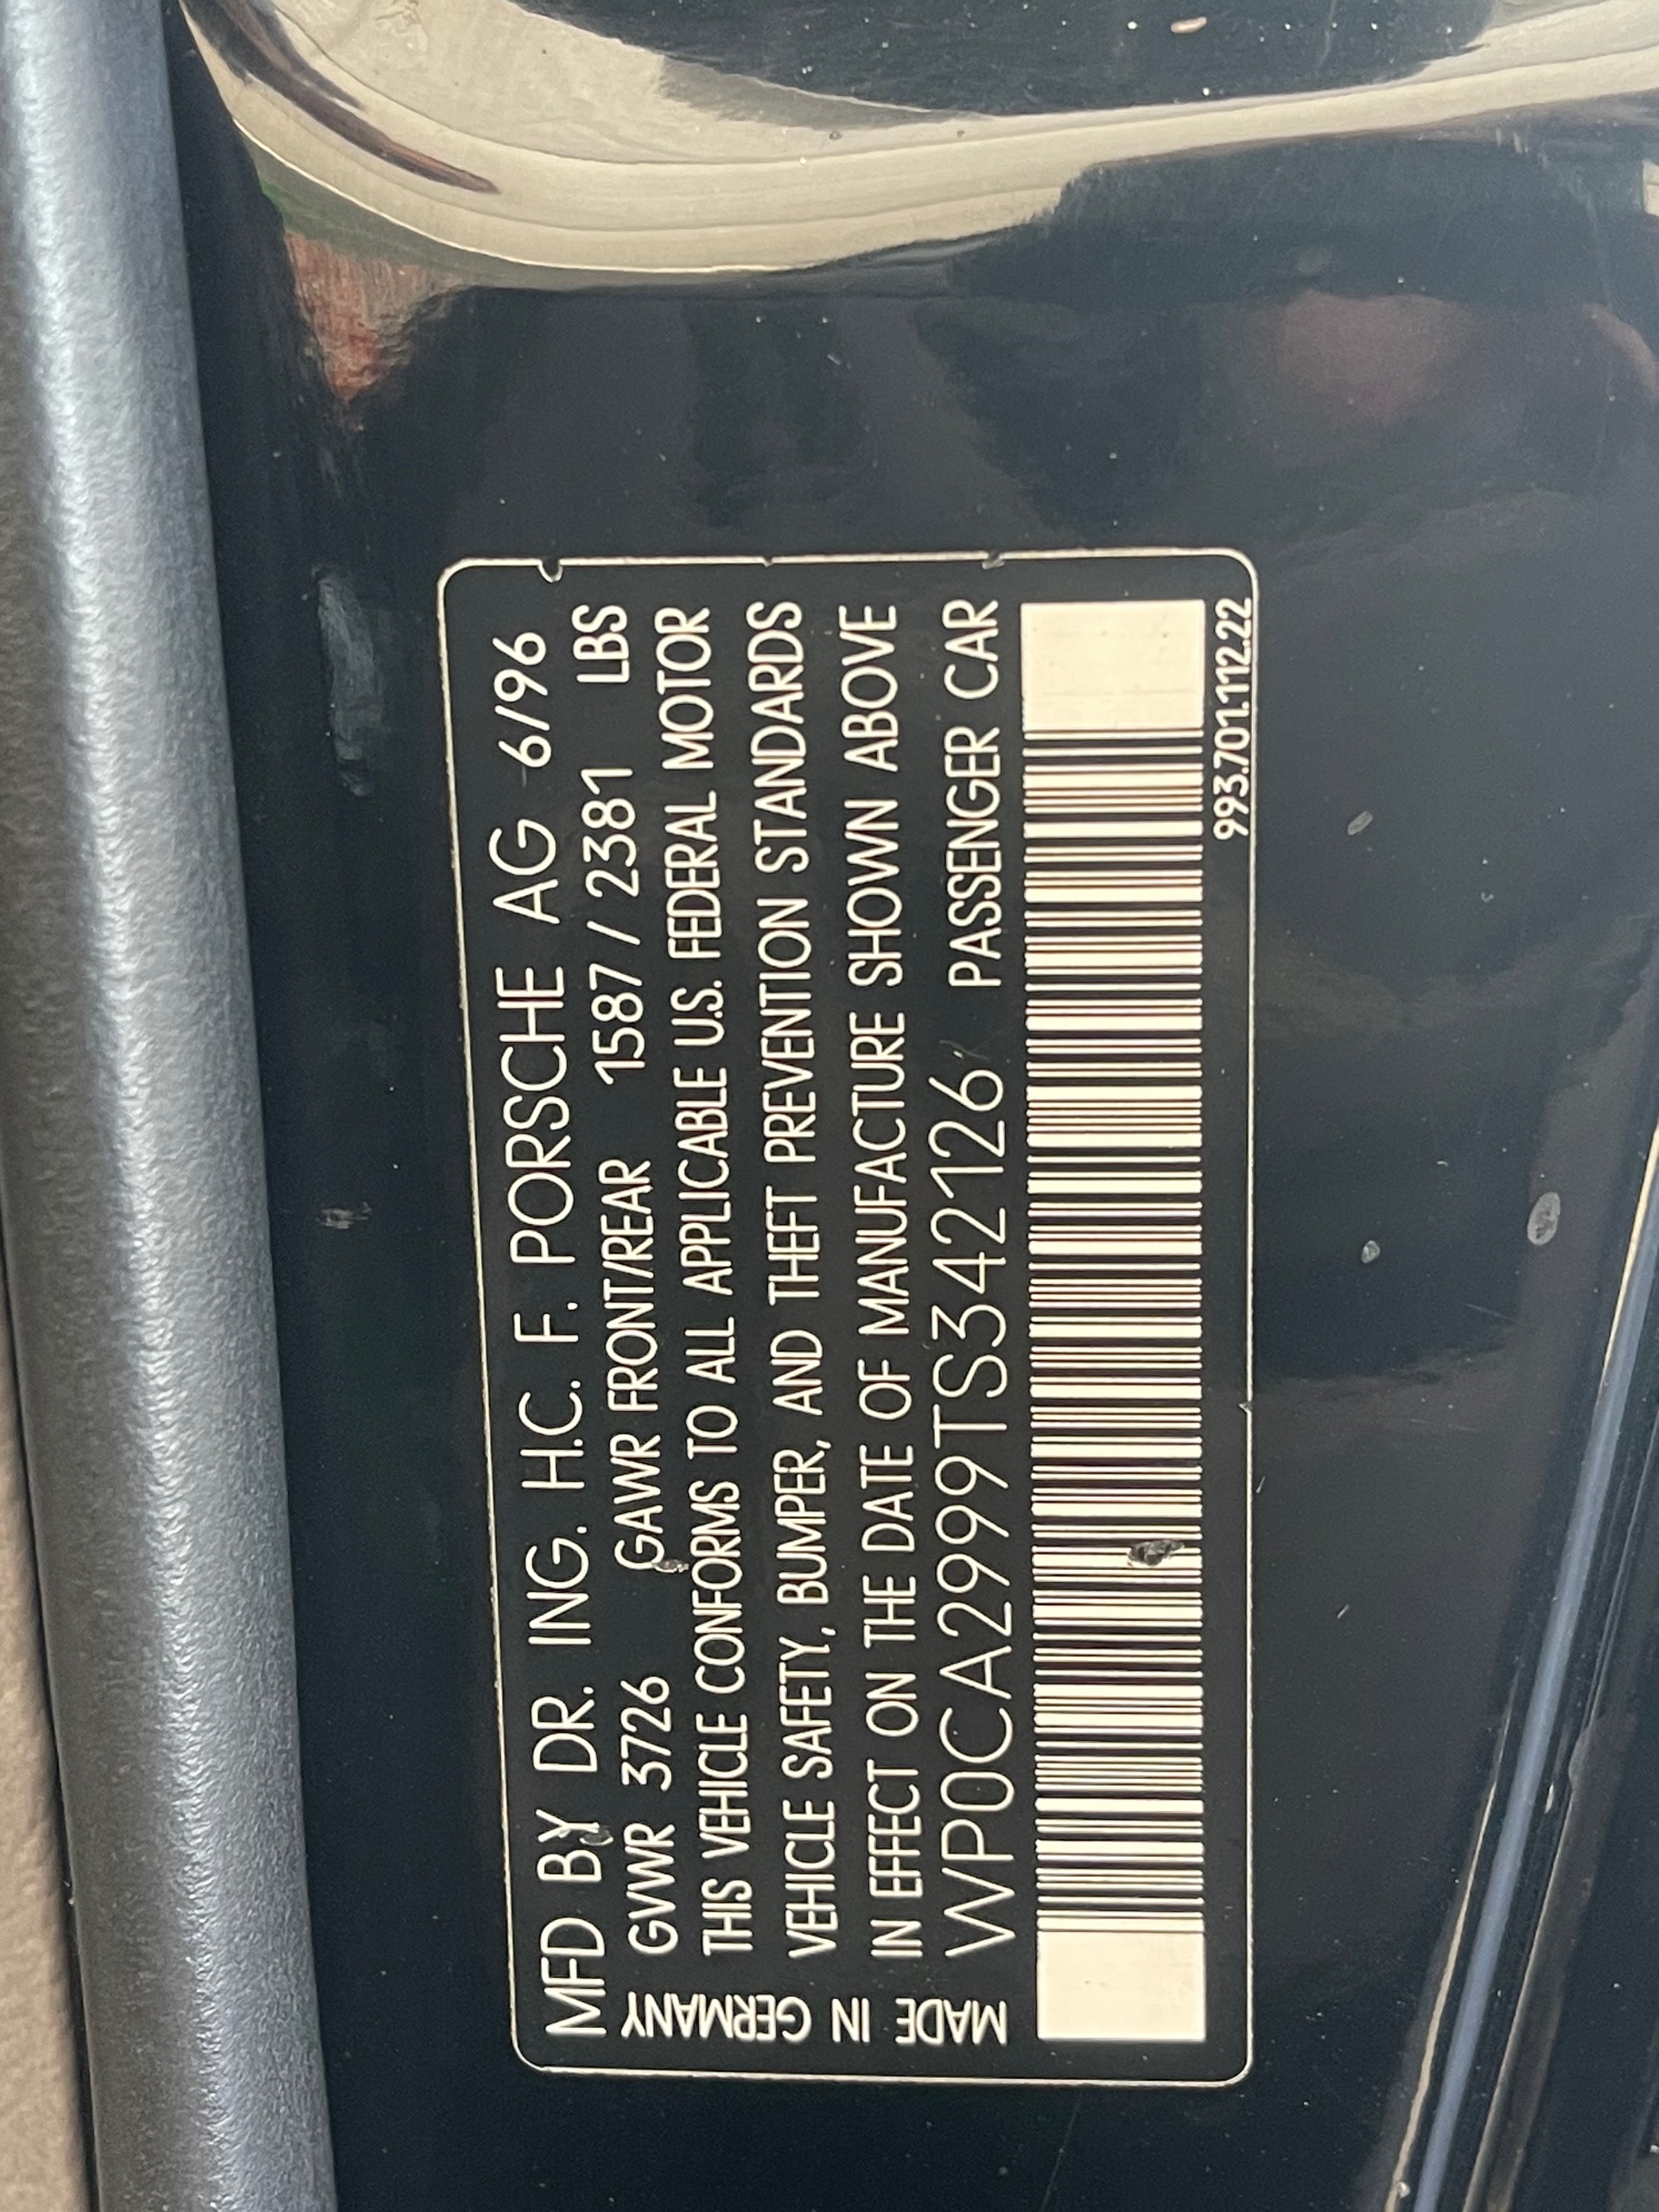 MFD BY DR. ING. H.C. F. PORSCHE AG 6/96
GVWR 3726 GAWR FRONT/REAR 1587 / 2381 LBS
THIS VEHICLE CONFORMS TO ALL APPLICABLE U.S. FEDERAL MOTOR
VEHICLE SAFETY, BUMPER, AND THEFT PREVENTION STANDARDS
IN EFFECT ON THE DATE OF MANUFACTURE SHOWN ABOVE
WP0CA2999TS342126 PASSENGER CAR
MADE IN GERMANY
993.701.112.22